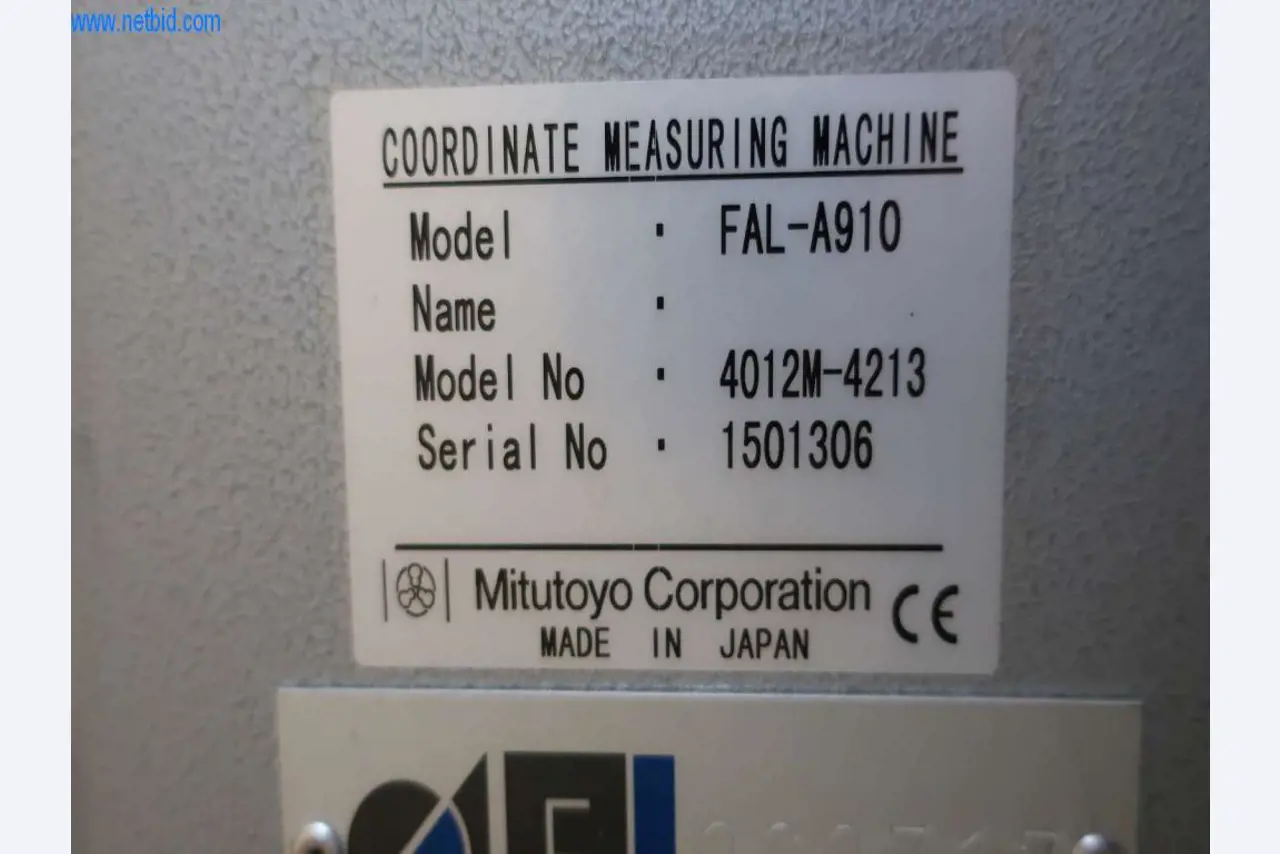 www.netbid.com
COORDINATE MEASURING MACHINE
Model : FAL-A910
Name :
Model No : 4012M-4213
Serial No : 1501306
Mitutoyo Corporation CE
MADE IN JAPAN